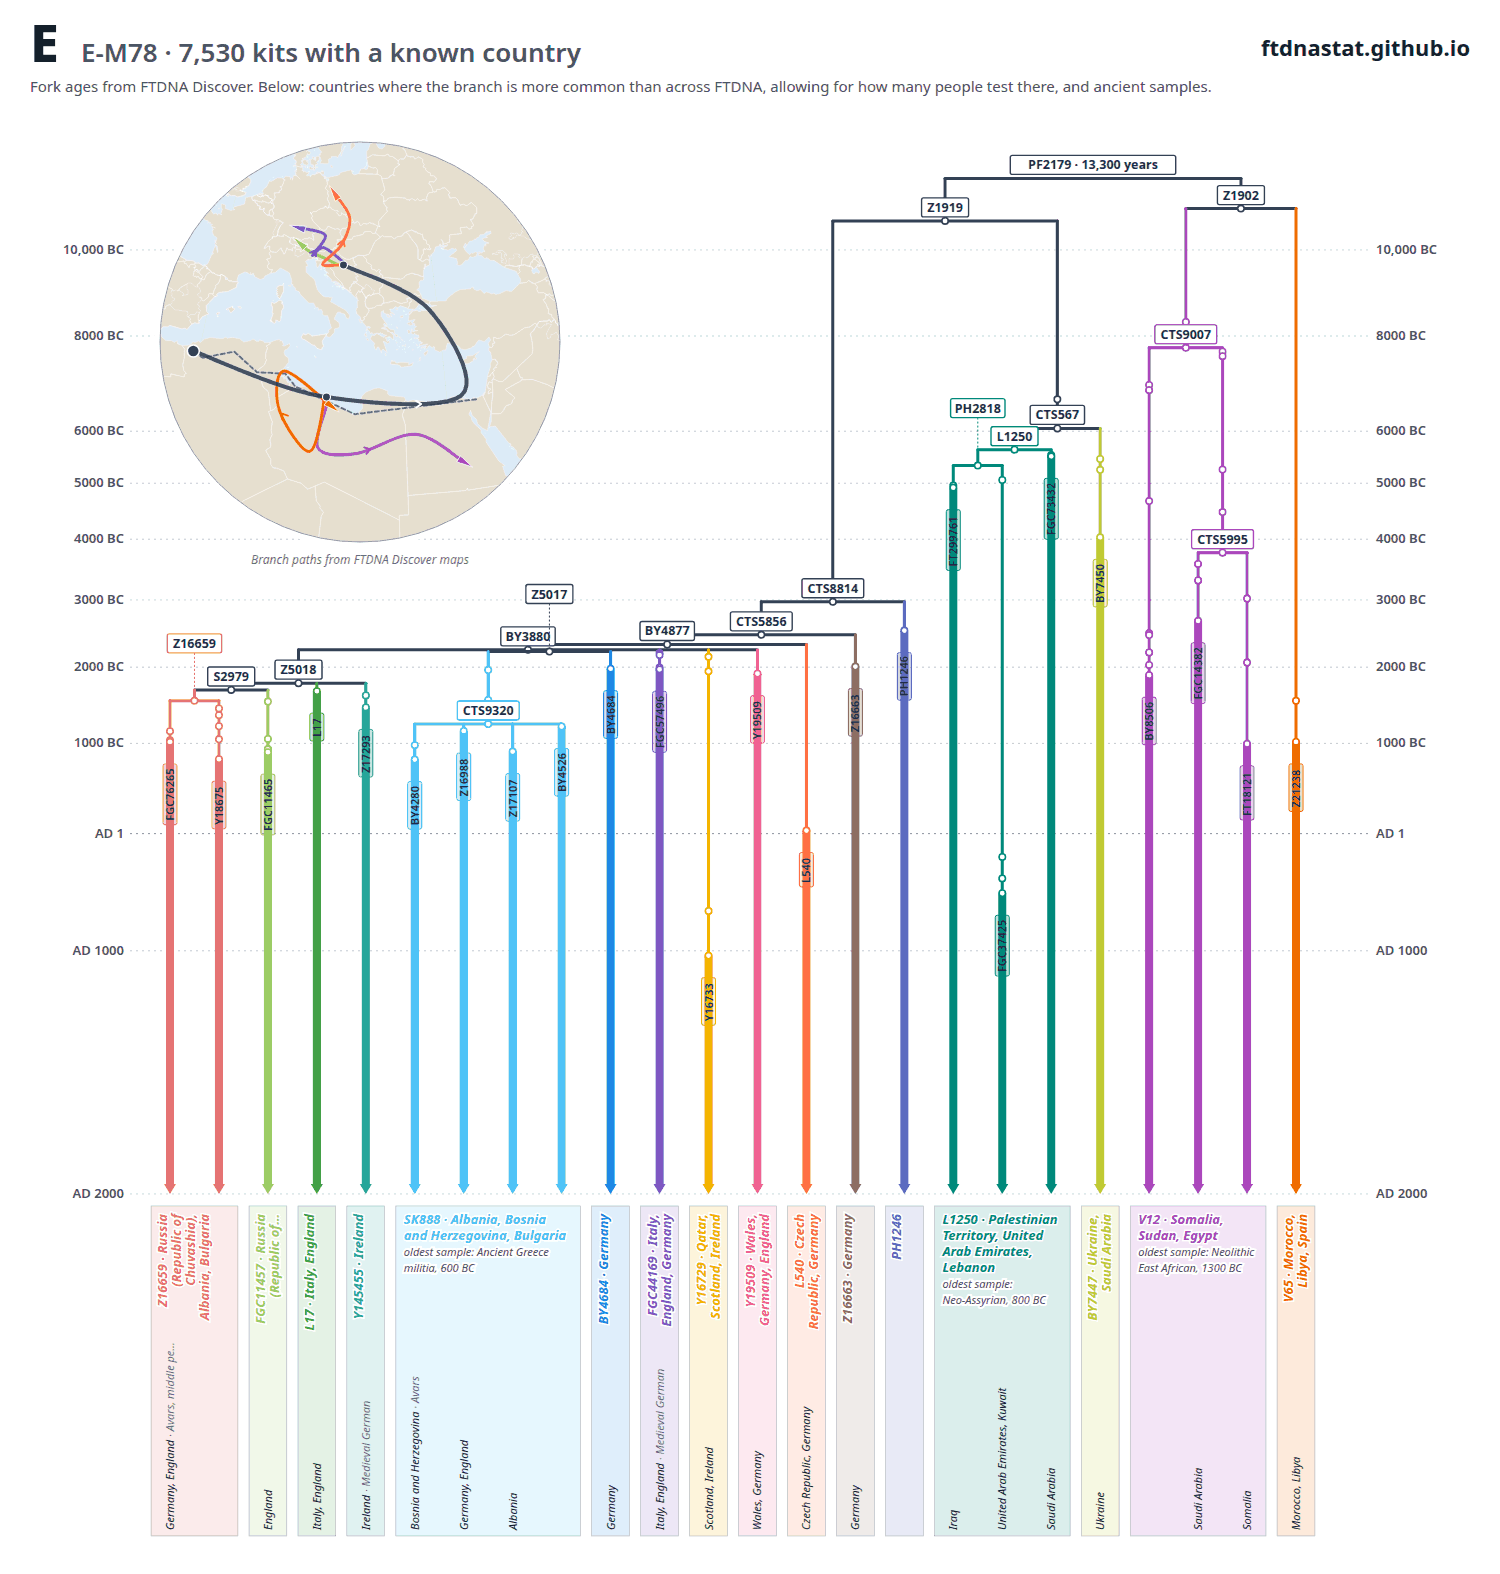 E
E-M78 · 7,530 kits with a known country
ftdnastat.github.io
Fork ages from FTDNA Discover. Below: countries where the branch is more common than across FTDNA, allowing for how many people test there, and ancient samples.
PF2179 · 13,300 years
Z1902
Z1919
10,000 BC
10,000 BC
8000 BC
CTS9007
8000 BC
PH2818
CTS567
6000 BC
L1250
6000 BC
5000 BC
FGC73432
5000 BC
FT299761
4000 BC
CTS5995
4000 BC
Branch paths from FTDNA Discover maps
BY7450
Z5017
CTS8814
3000 BC
3000 BC
Z16659
BY3880
BY4877
CTS5856
2000 BC
S2979
Z5018
PH1246
FGC14382
2000 BC
CTS9320
BY4684
FGC57496
Y19509
Z16663
BY8506
L17
Z17293
1000 BC
1000 BC
FGC76265
Y18675
FGC11465
BY4280
Z16988
Z17107
BY4526
FT18121
Z21238
AD 1
AD 1
L540
AD 1000
FGC37425
AD 1000
Y16733
AD 2000
AD 2000
Z16659 · Russia
(Republic of
Chuvashia),
Albania, Bulgaria
Germany, England · Avars, middle pe...
FGC11457 · Russia
(Republic of...
England
L17 · Italy, England
Italy, England
Y145455 · Ireland
Ireland · Medieval German
SK888 · Albania, Bosnia
and Herzegovina, Bulgaria
oldest sample: Ancient Greece
militia, 600 BC
Bosnia and Herzegovina · Avars
Germany, England
Albania
BY4684 · Germany
Germany
FGC44169 · Italy,
England, Germany
Italy, England · Medieval German
Y16729 · Qatar,
Scotland, Ireland
Scotland, Ireland
Y19509 · Wales,
Germany, England
Wales, Germany
L540 · Czech
Republic, Germany
Czech Republic, Germany
Z16663 · Germany
Germany
PH1246
L1250 · Palestinian
Territory, United
Arab Emirates,
Lebanon
oldest sample:
Neo-Assyrian, 800 BC
Iraq
United Arab Emirates, Kuwait
Saudi Arabia
BY7447 · Ukraine,
Saudi Arabia
Ukraine
V12 · Somalia,
Sudan, Egypt
oldest sample: Neolithic
East African, 1300 BC
Saudi Arabia
Somalia
V65 · Morocco,
Libya, Spain
Morocco, Libya